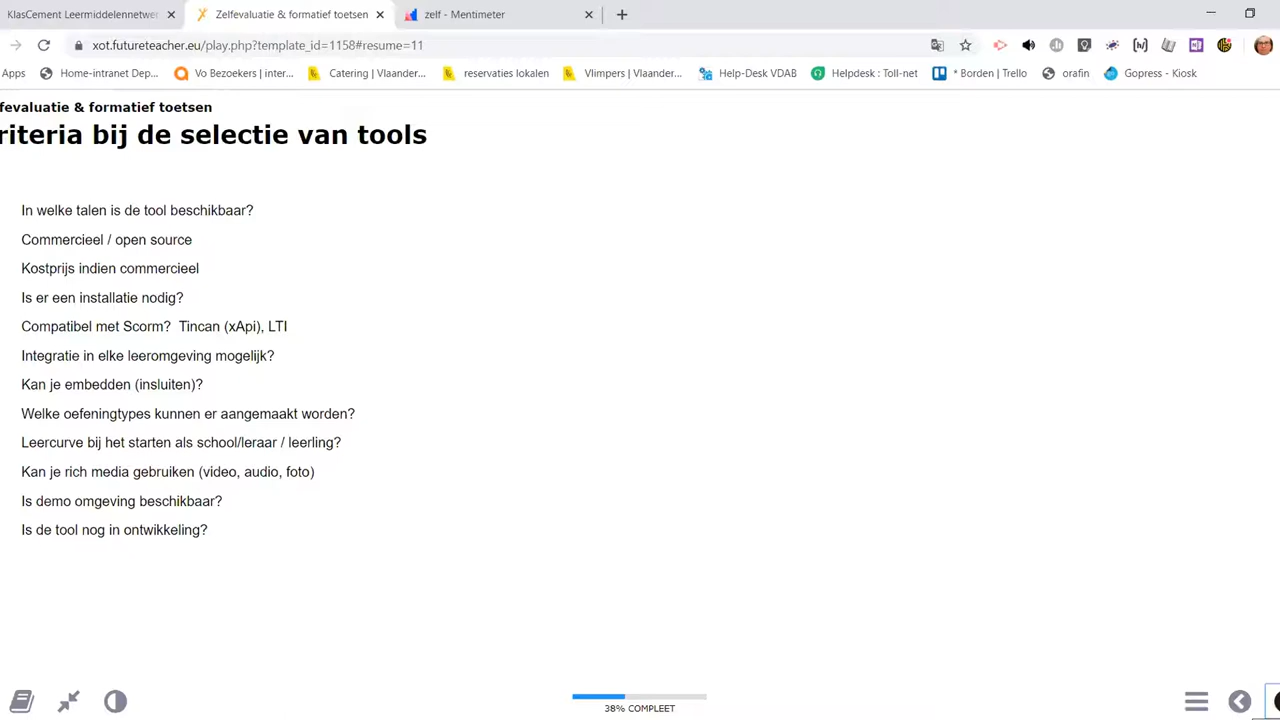 KlasCement Leermiddelennetwer
Zelfevaluatie & formatief toetsen
zelf - Mentimeter
xot.futureteacher.eu/play.php?template_id=1158#resume=11
Apps
Home-intranet Dep...
Vo Bezoekers | inter...
Catering | Vlaander...
reservaties lokalen
Vlimpers | Vlaander...
Help-Desk VDAB
Helpdesk : Toll-net
* Borden | Trello
orafin
Gopress - Kiosk
fevaluatie & formatief toetsen
riteria bij de selectie van tools
In welke talen is de tool beschikbaar?
Commercieel / open source
Kostprijs indien commercieel
Is er een installatie nodig?
Compatibel met Scorm? Tincan (xApi), LTI
Integratie in elke leeromgeving mogelijk?
Kan je embedden (insluiten)?
Welke oefeningtypes kunnen er aangemaakt worden?
Leercurve bij het starten als school/leraar / leerling?
Kan je rich media gebruiken (video, audio, foto)
Is demo omgeving beschikbaar?
Is de tool nog in ontwikkeling?
38% COMPLEET